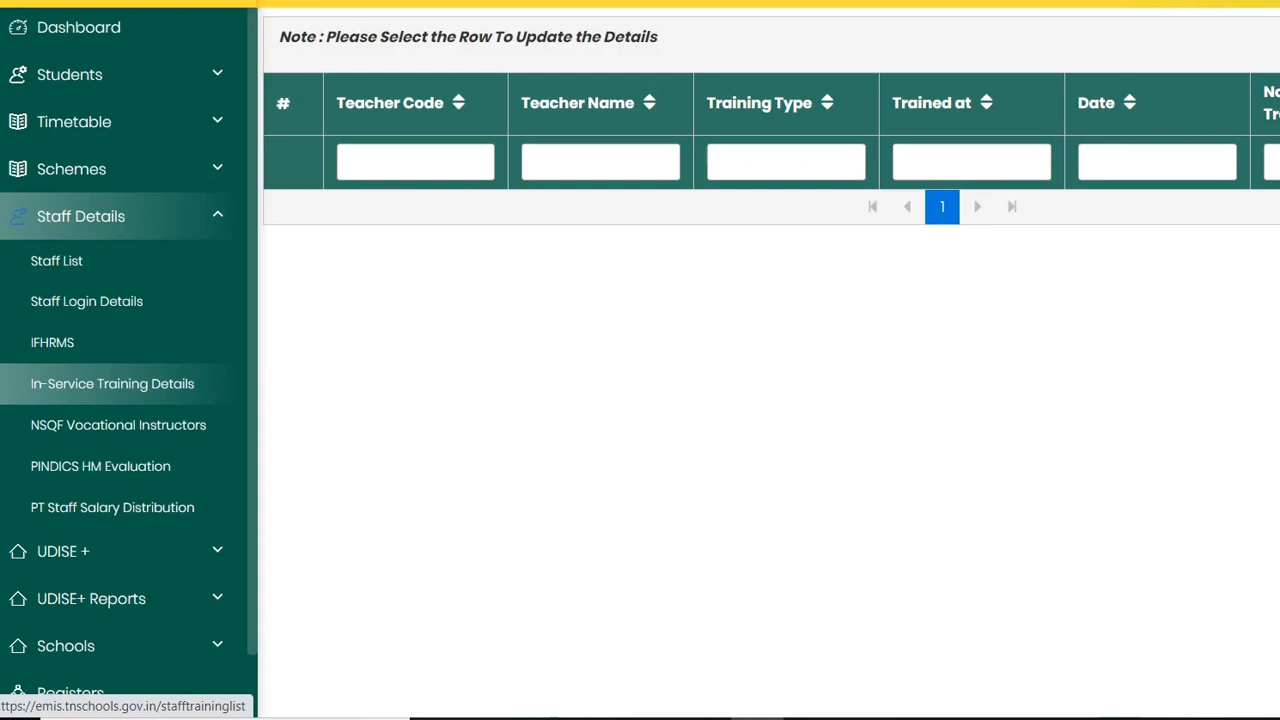 Dashboard
Students
Timetable
Schemes
Staff Details
Staff List
Staff Login Details
IFHRMS
In-Service Training Details
NSQF Vocational Instructors
PINDICS HM Evaluation
PT Staff Salary Distribution
UDISE +
UDISE+ Reports
Schools
Registers
ttps://emis.tnschools.gov.in/stafftraininglist
Note : Please Select the Row To Update the Details
# Teacher Code Teacher Name Training Type Trained at Date
1